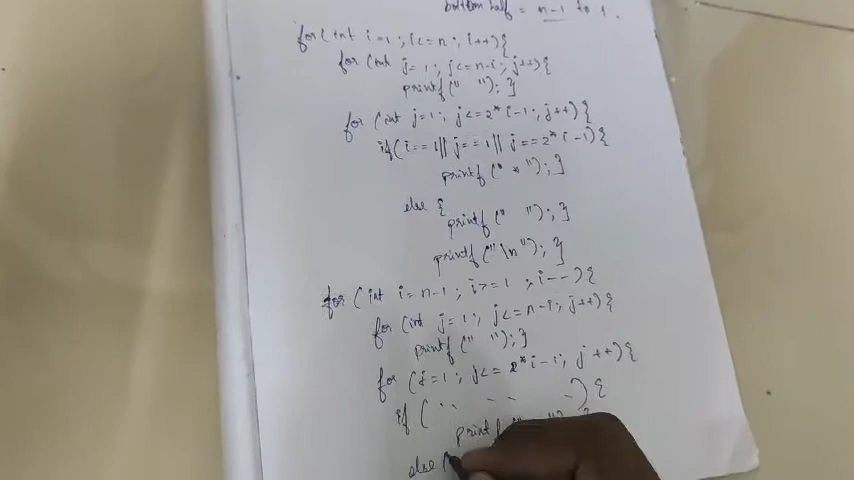 bottom half = n-1 to 1.
for (int i=1; i<=n; i++){
for (int j=1; j<=n-i; j++){
printf(" "); }
for (int j=1; j<=2*i-1; j++){
if(i==1||j==1||j==2*i-1){
printf("*"); }
else {
printf(" "); }
printf("\n"); }
for (int i=n-1; i>=1; i--){
for (int j=1; j<=n-i; j++){
printf(" "); }
for (j=1; j<=2*i-1; j++){
if ( .. .. - ) {
printf
else {